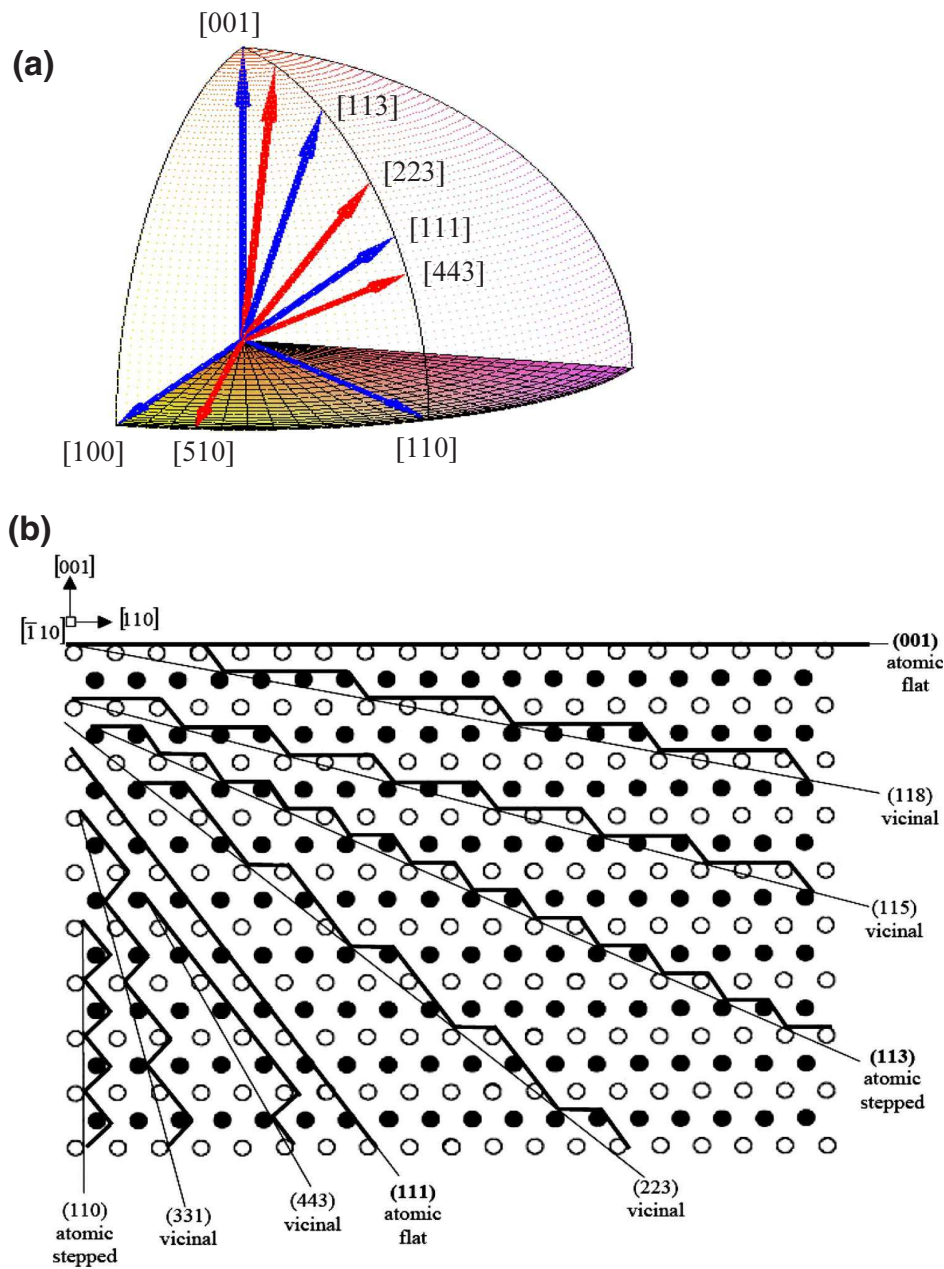 (a)
[001]
[113]
[223]
[111]
[443]
[100]
[510]
[110]
(b)
[001]
[1̅ 10]
[110]
(001)
atomic
flat
(118)
vicinal
(115)
vicinal
(113)
atomic
stepped
(110)
atomic
stepped
(331)
vicinal
(443)
vicinal
(111)
atomic
flat
(223)
vicinal